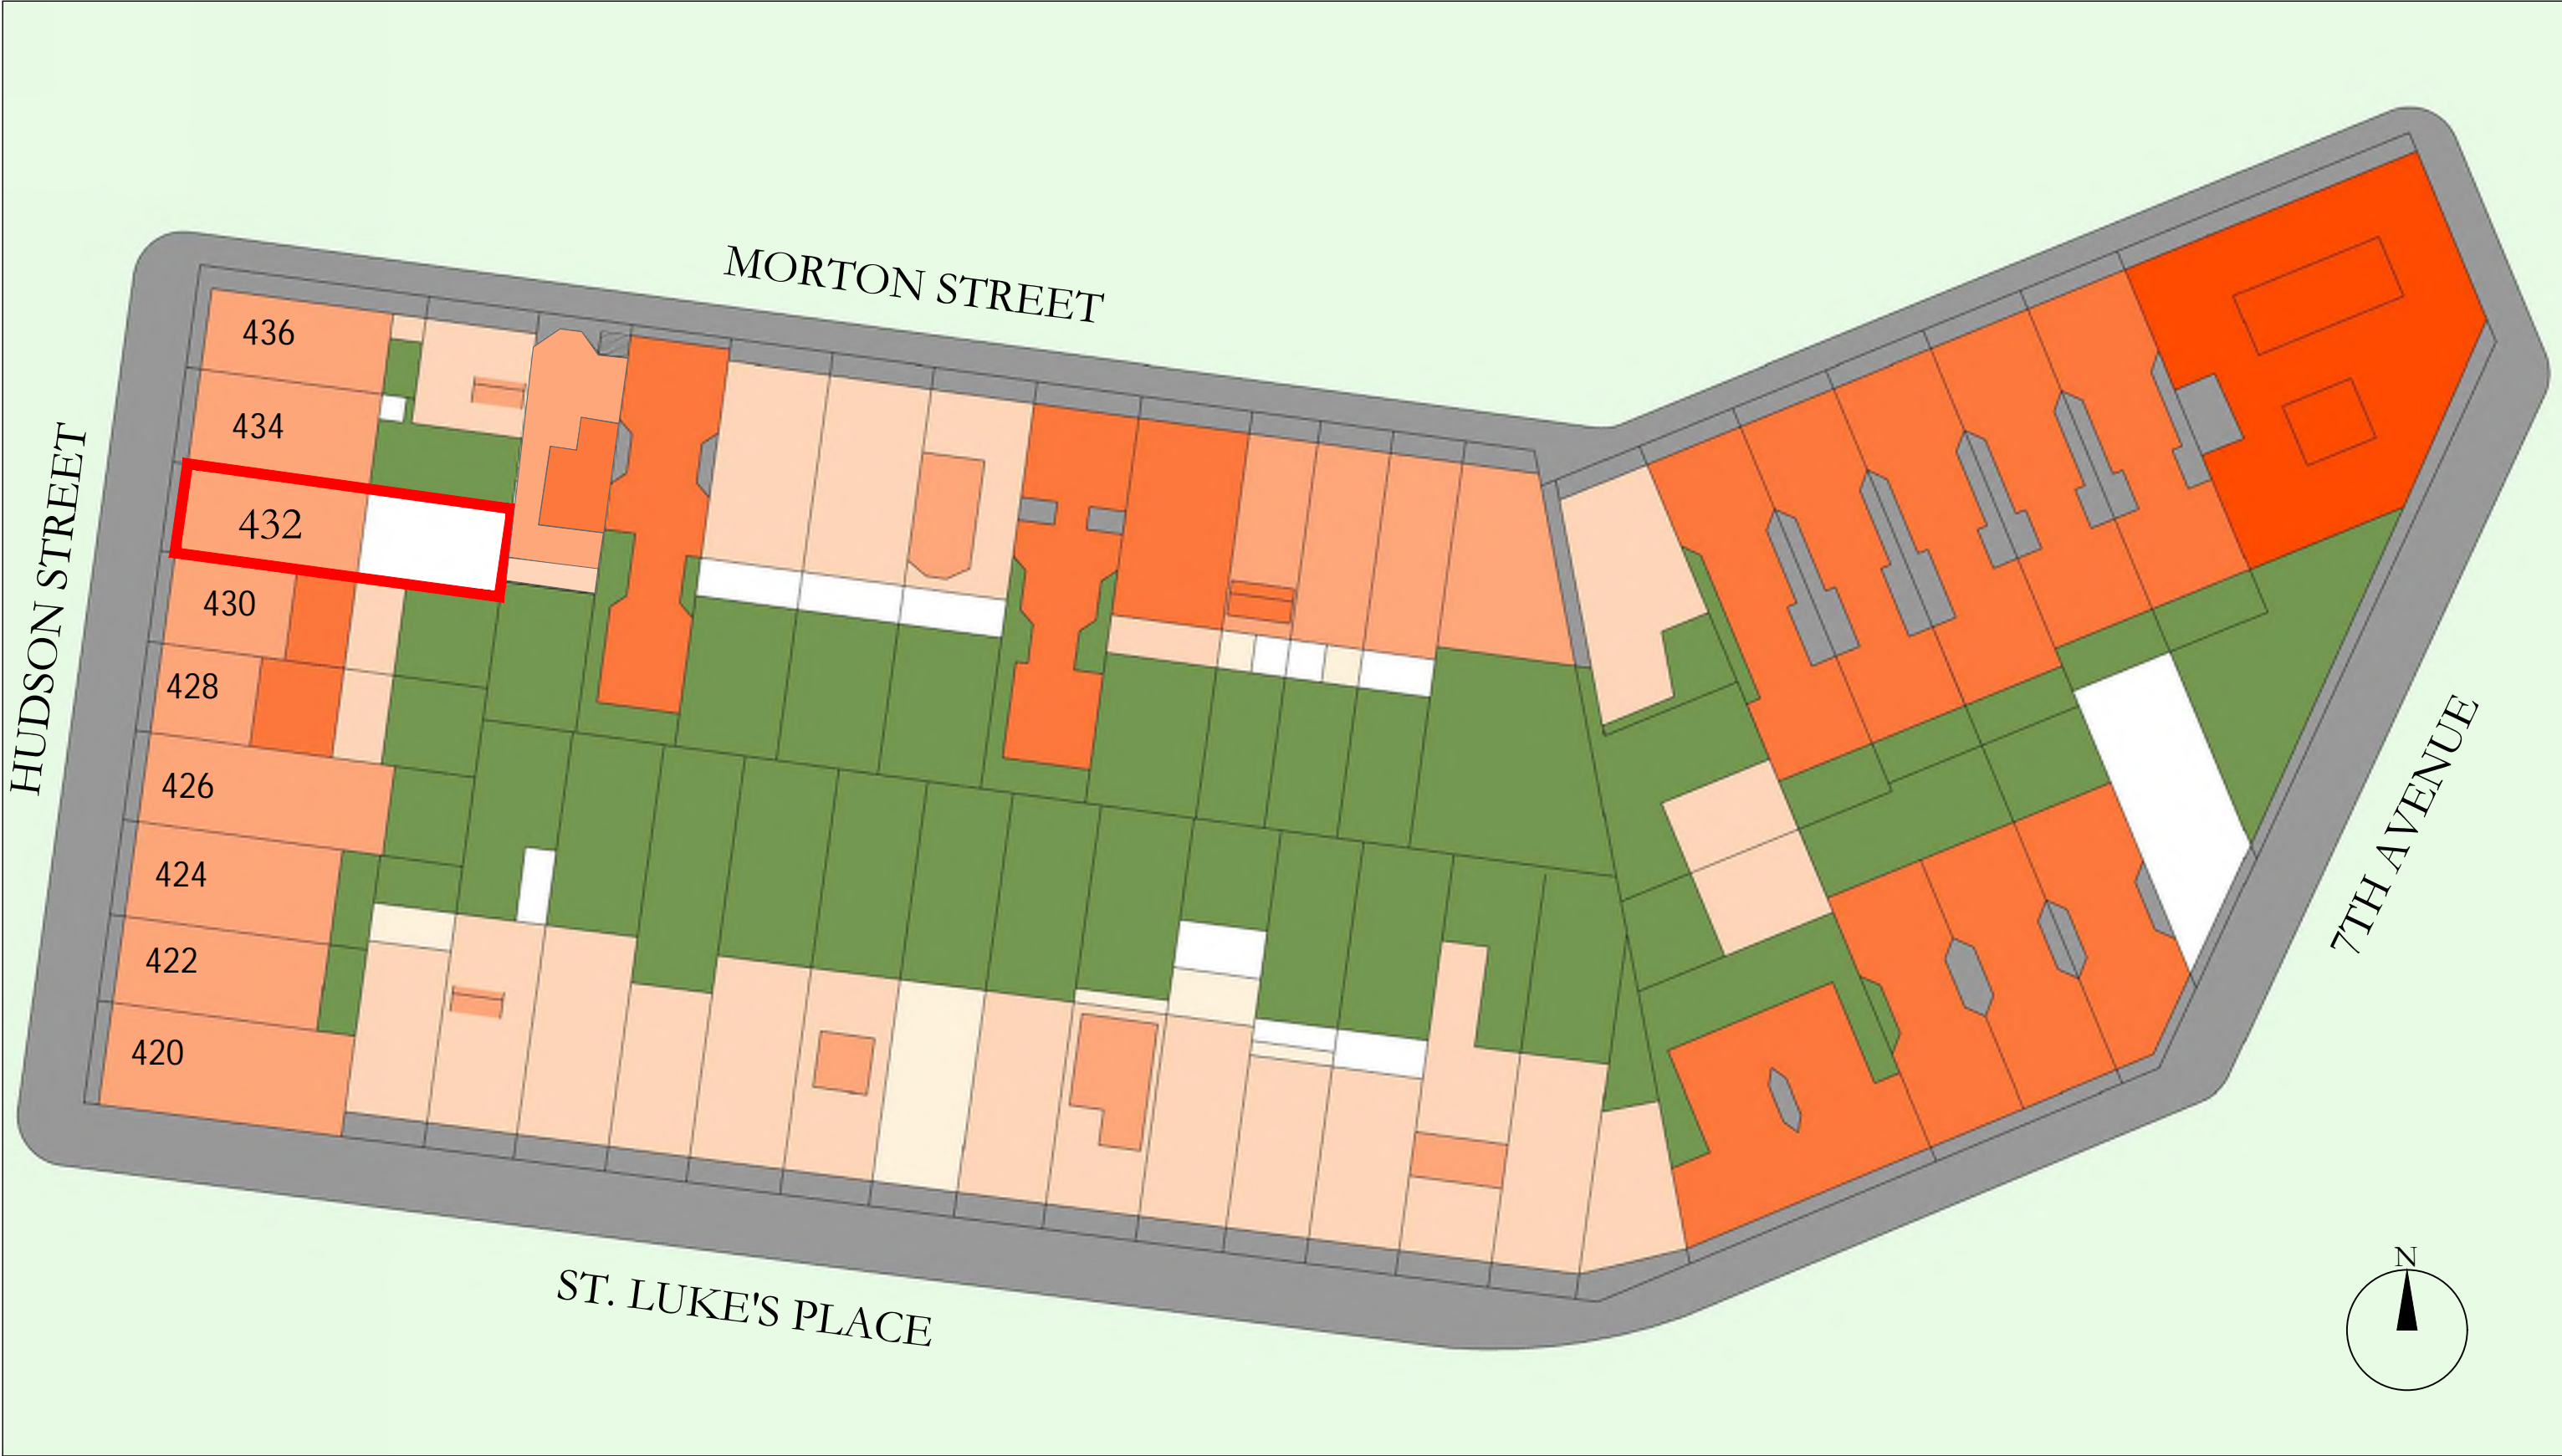 MORTON STREET
436
434
432
430
428
426
424
422
420
HUDSON STREET
7TH AVENUE
ST. LUKE'S PLACE
N